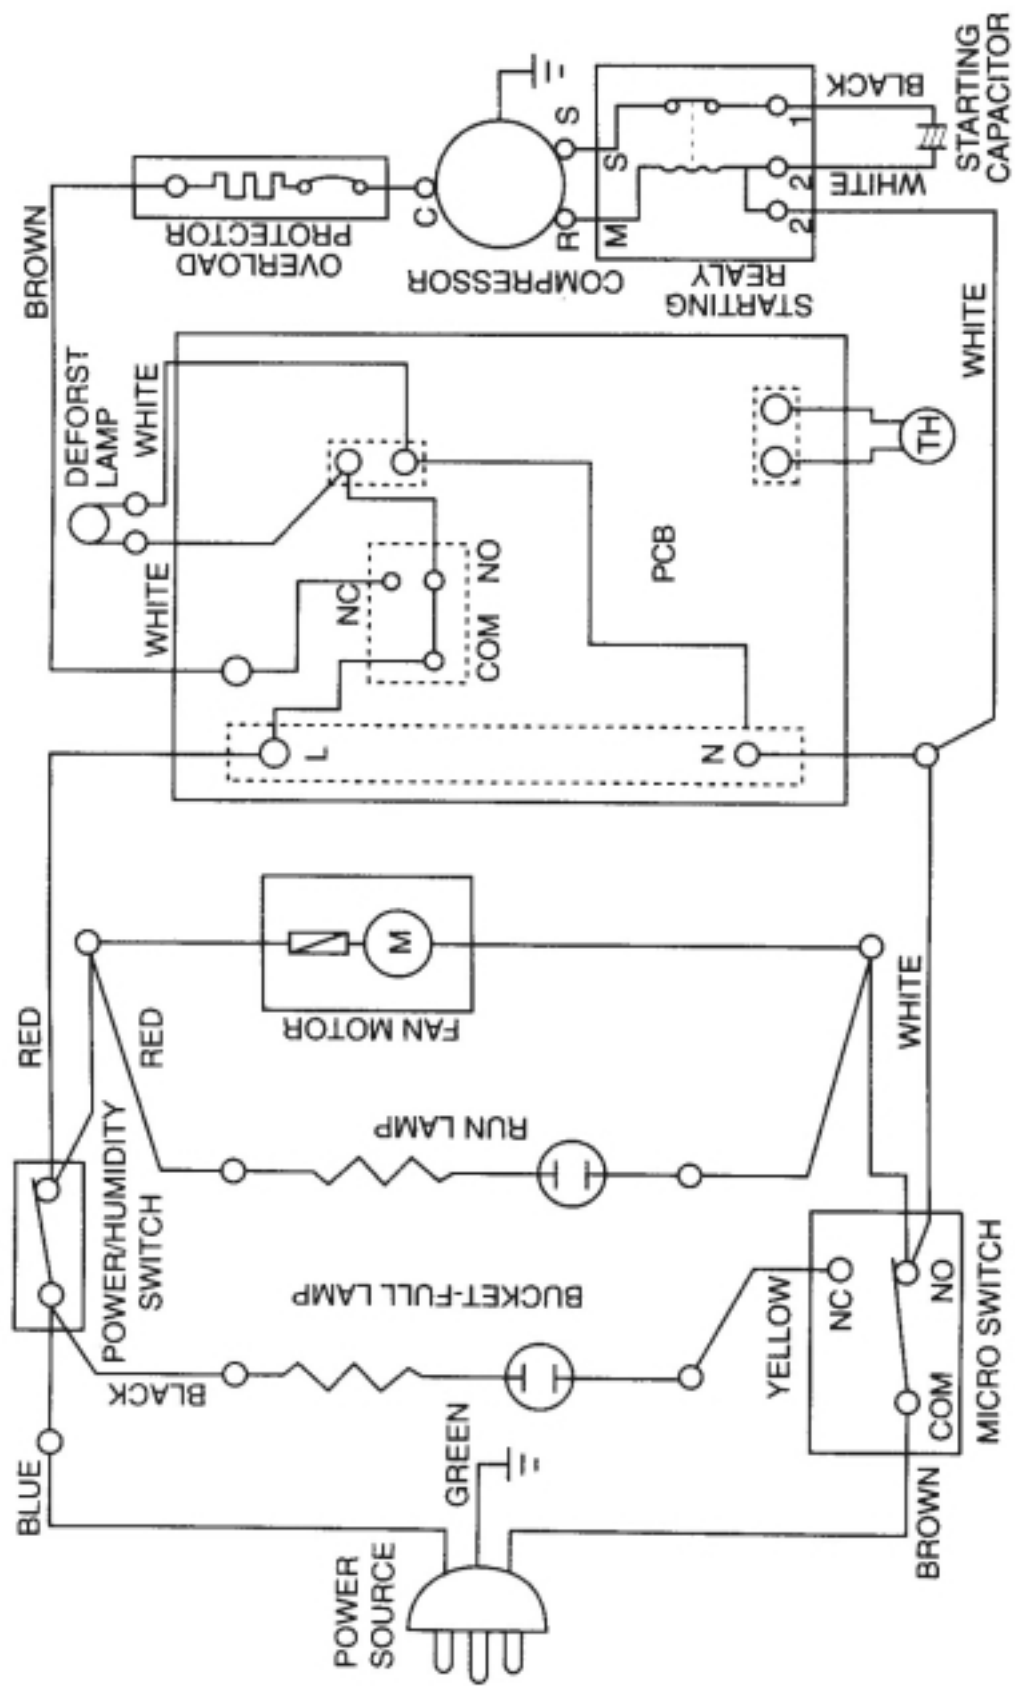 STARTING
CAPACITOR
BLACK
WHITE
S
1
S
2
2
M
R
C
STARTING
REALY
COMPRESSOR
OVERLOAD
PROTECTOR
BROWN
WHITE
DEFORST
LAMP
WHITE
WHITE
TH
PCB
NC
NO
COM
L
N
RED
RED
FAN MOTOR
M
WHITE
RUN LAMP
POWER/HUMIDITY
SWITCH
BUCKET-FULL LAMP
BLACK
YELLOW
NC
NO
COM
MICRO SWITCH
BLUE
GREEN
BROWN
POWER
SOURCE